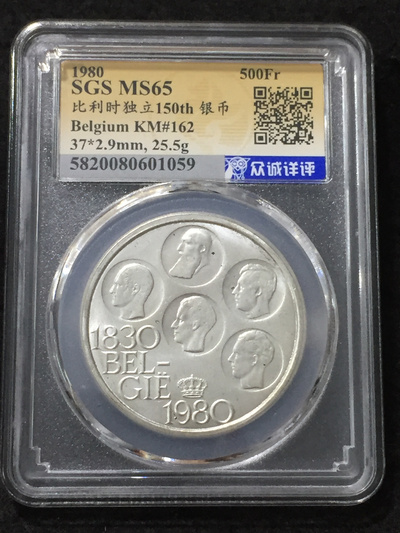 1980 500Fr
SGS MS65
比利时独立150th 银币
Belgium KM#162
37*2.9mm, 25.5g
5820080601059 众诚详评
1830
BEL-
GIË
1980